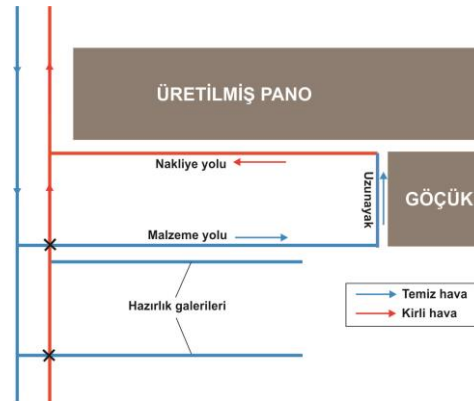 ÜRETİLMİŞ PANO
Nakliye yolu
Uzunayak
GÖÇÜK
Malzeme yolu
Hazırlık galerileri
Temiz hava
Kirli hava